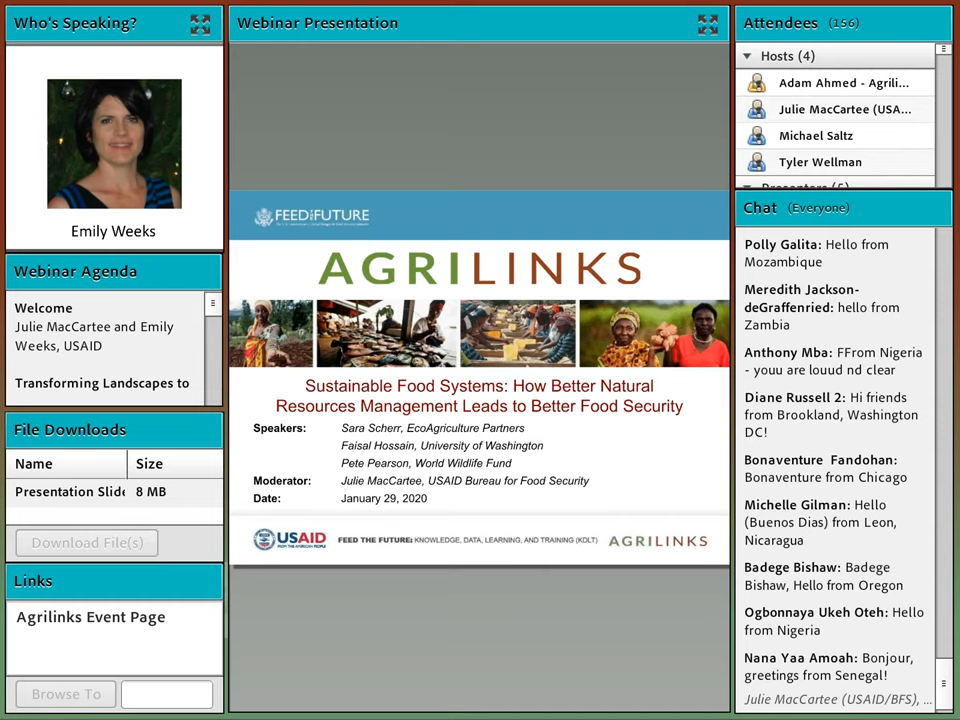 Who's Speaking?
Emily Weeks
Webinar Agenda
Welcome
Julie MacCartee and Emily
Weeks, USAID
Transforming Landscapes to
File Downloads
Name Size
Presentation Slide 8 MB
Download File(s)
Links
Agrilinks Event Page
Browse To
Webinar Presentation
FEED THE FUTURE
AGRILINKS
Sustainable Food Systems: How Better Natural
Resources Management Leads to Better Food Security
Speakers: Sara Scherr, EcoAgriculture Partners
Faisal Hossain, University of Washington
Pete Pearson, World Wildlife Fund
Moderator: Julie MacCartee, USAID Bureau for Food Security
Date: January 29, 2020
USAID
FROM THE AMERICAN PEOPLE
FEED THE FUTURE: KNOWLEDGE, DATA, LEARNING, AND TRAINING (KDLT)
AGRILINKS
Attendees (156)
Hosts (4)
Adam Ahmed - Agrili...
Julie MacCartee (USA...
Michael Saltz
Tyler Wellman
Presenters (5)
Chat (Everyone)
Polly Galita: Hello from
Mozambique
Meredith Jackson-
deGraffenried: hello from
Zambia
Anthony Mba: FFrom Nigeria
- youu are louud nd clear
Diane Russell 2: Hi friends
from Brookland, Washington
DC!
Bonaventure Fandohan:
Bonaventure from Chicago
Michelle Gilman: Hello
(Buenos Dias) from Leon,
Nicaragua
Badege Bishaw: Badege
Bishaw, Hello from Oregon
Ogbonnaya Ukeh Oteh: Hello
from Nigeria
Nana Yaa Amoah: Bonjour,
greetings from Senegal!
Julie MacCartee (USAID/BFS), ...